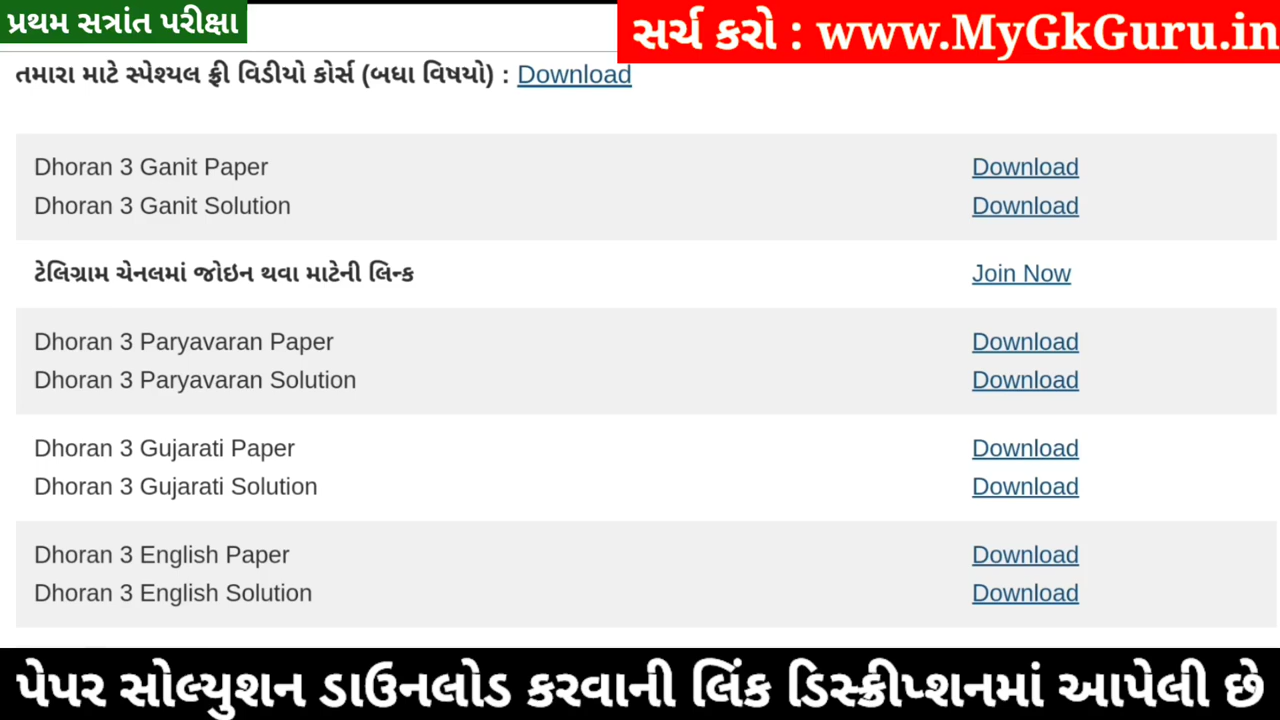 પ્રથમ સત્રાંત પરીક્ષા
સર્ચ કરો : www.MyGkGuru.in
તમારા માટે સ્પેશ્યલ ફ્રી વિડીયો કોર્સ (બધા વિષયો) : Download
Dhoran 3 Ganit Paper Download
Dhoran 3 Ganit Solution Download
ટેલિગ્રામ ચેનલમાં જોઇન થવા માટેની લિન્ક Join Now
Dhoran 3 Paryavaran Paper Download
Dhoran 3 Paryavaran Solution Download
Dhoran 3 Gujarati Paper Download
Dhoran 3 Gujarati Solution Download
Dhoran 3 English Paper Download
Dhoran 3 English Solution Download
પેપર સોલ્યુશન ડાઉનલોડ કરવાની લિંક ડિસ્ક્રીપ્શનમાં આપેલી છે